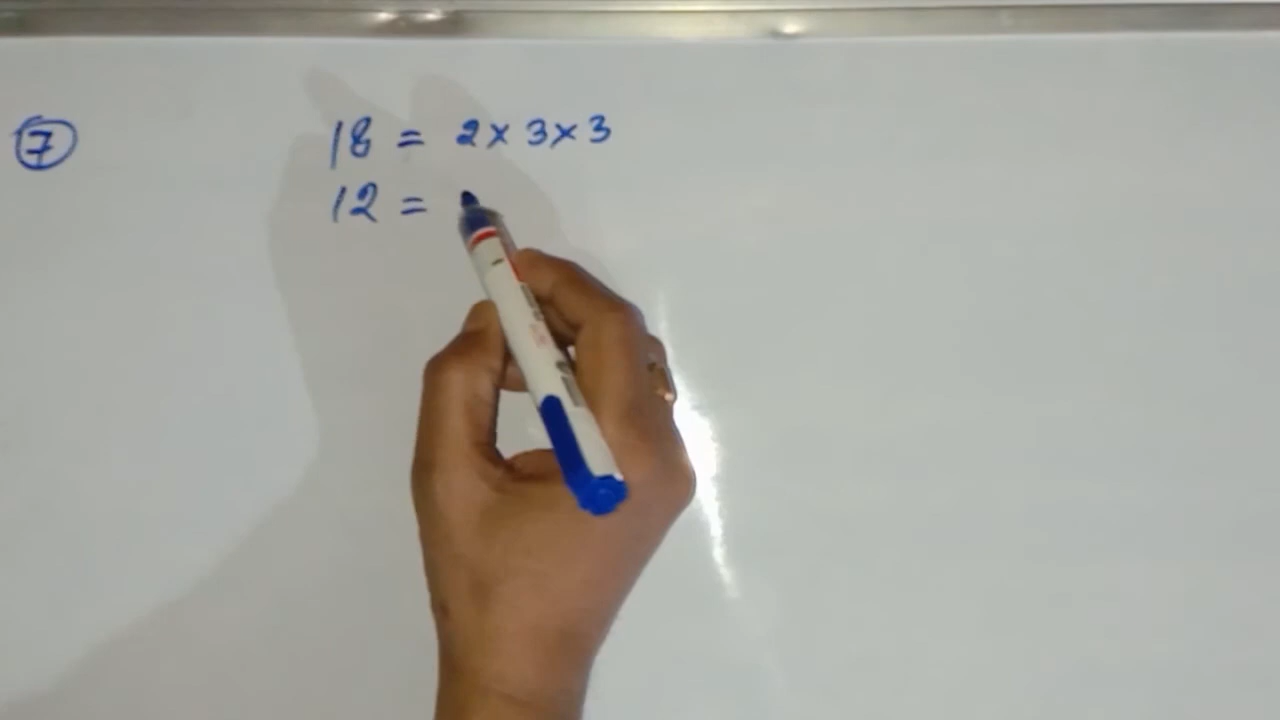 7 18 = 2 × 3 × 3
12 =